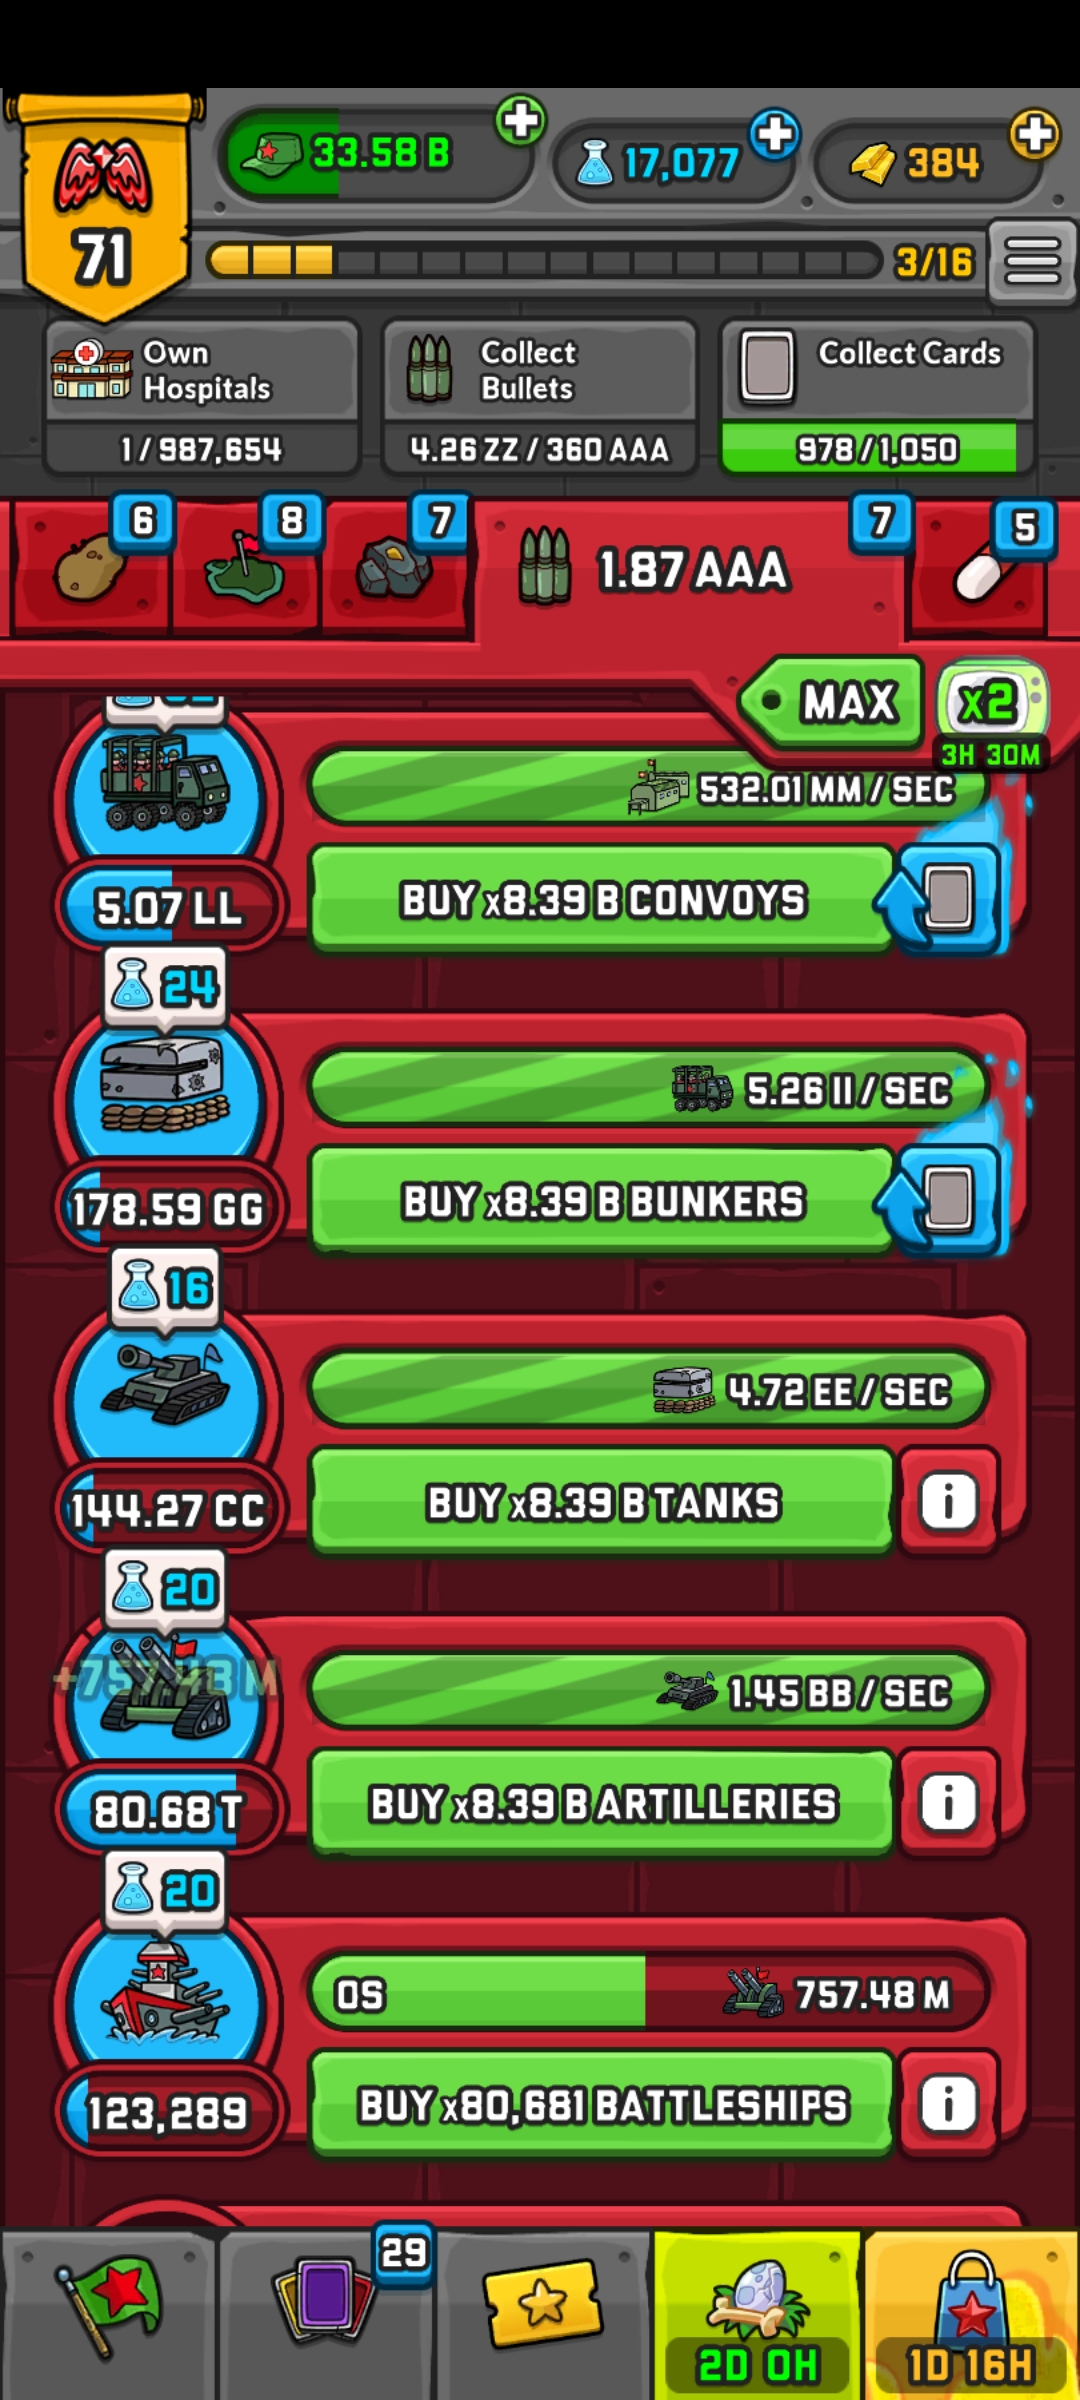 33.58 B
17,077
384
71
3/16
Own
Hospitals
Collect
Bullets
Collect Cards
1/987,654
4.26 ZZ/360 AAA
978/1,050
6
8
7
1.87 AAA
7
5
MAX
x2
3H 30M
532.01 MM/SEC
BUY x8.39 B CONVOYS
5.07 LL
24
5.26 II/SEC
BUY x8.39 B BUNKERS
178.59 GG
16
4.72 EE/SEC
BUY x8.39 B TANKS
144.27 CC
20
+757.48 M
1.45 BB/SEC
BUY x8.39 B ARTILLERIES
80.68 T
20
0S
757.48 M
BUY x80,681 BATTLESHIPS
123,289
29
2D 0H
1D 16H